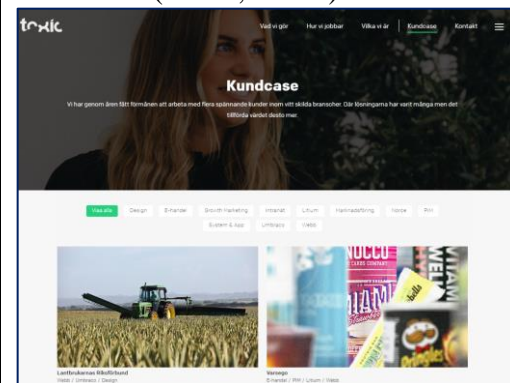 toxic
Vad vi gör
Hur vi jobbar
Vilka vi är
Kundcase
Kontakt
Kundcase
Vi har genom åren fått förmånen att arbeta med flera spännande kunder inom vitt skilda branscher. Där lösningarna har varit många men det
tillförda värdet desto mer.
Visa alla
Design
E-handel
Growth Marketing
Intranät
Litium
Marknadsföring
Norce
PIM
System & App
Umbraco
Webb
NOCCO
MIAMI
Pringles
Lantbrukarnas Riksförbund
Webb / Umbraco / Design
Varsego
E-handel / PIM / Litium / Webb